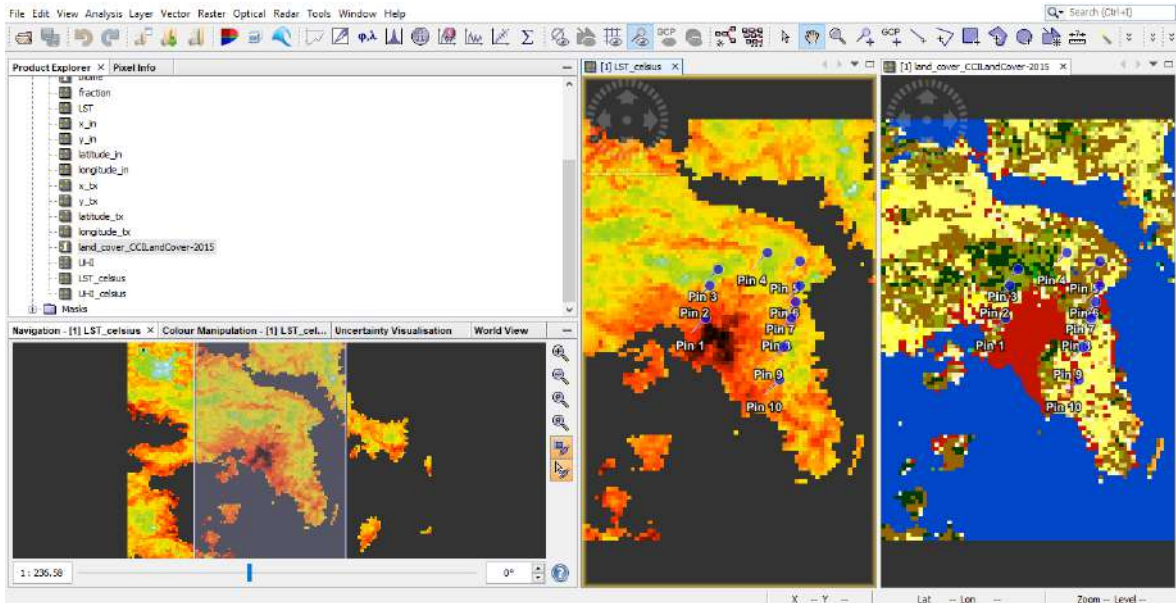 File Edit View Analysis Layer Vector Raster Optical Radar Tools Window Help
Search (Ctrl+I)
Product Explorer × Pixel Info
biome
fraction
LST
x_in
y_in
latitude_in
longitude_in
x_tx
y_tx
latitude_tx
longitude_tx
land_cover_CCILandCover-2015
UHI
LST_celsius
UHI_celsius
Masks
Navigation - [1] LST_celsius × Colour Manipulation - [1] LST_cel... Uncertainty Visualisation World View
1 : 236.58
0°
φ,λ
Σ
GCP
GCP
[1] LST_celsius ×
Pin 4
Pin 5
Pin 3
Pin 6
Pin 2
Pin 7
Pin 1
Pin 8
Pin 9
Pin 10
[1] land_cover_CCILandCover-2015 ×
Pin 4
Pin 5
Pin 3
Pin 6
Pin 2
Pin 7
Pin 1
Pin 8
Pin 9
Pin 10
X -- Y -- Lat -- Lon -- Zoom -- Level --